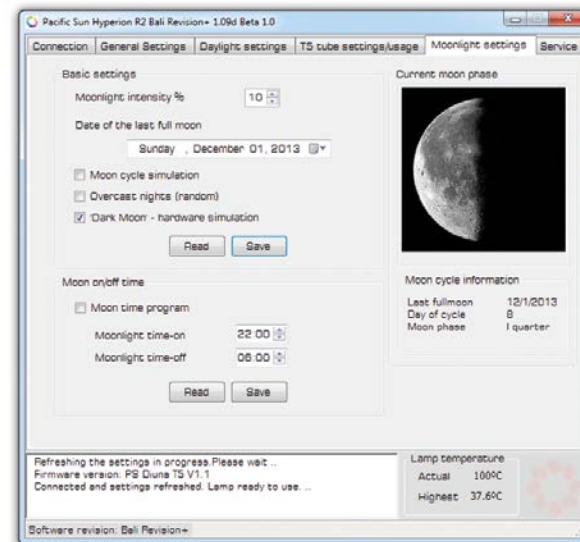 Pacific Sun Hyperion R2 Bali Revision+ 1.09d Beta 1.0
Connection General Settings Daylight settings T5 tube settings/usage Moonlight settings Service
Basic settings
Moonlight intensity % 10
Date of the last full moon
Sunday , December 01, 2013
Moon cycle simulation
Overcast nights (random)
'Dark Moon' - hardware simulation
Read Save
Moon on/off time
Moon time program
Moonlight time-on 22:00
Moonlight time-off 06:00
Read Save
Current moon phase
Moon cycle information
Last fullmoon 12/1/2013
Day of cycle 8
Moon phase I quarter
Refreshing the settings in progress.Please wait ..
Firmware version: PS Diuna T5 V1.1
Connected and settings refreshed. Lamp ready to use. ..
Lamp temperature
Actual 100ºC
Highest 37.6ºC
Software revision: Bali Revision+